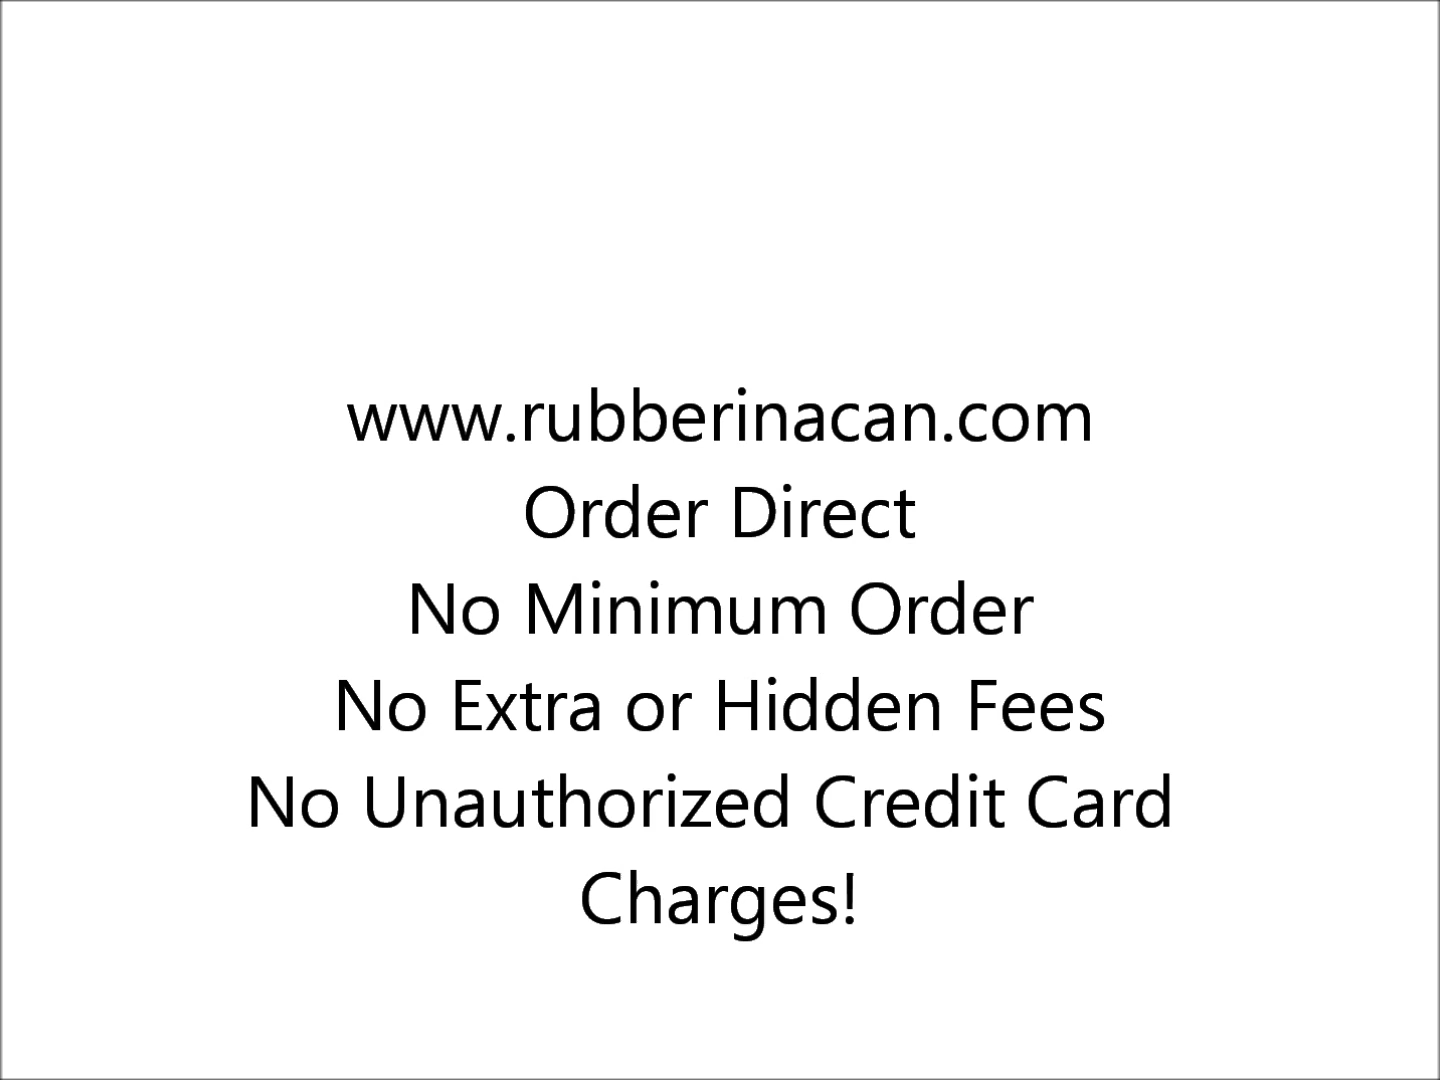 www.rubberinacan.com
Order Direct
No Minimum Order
No Extra or Hidden Fees
No Unauthorized Credit Card
Charges!